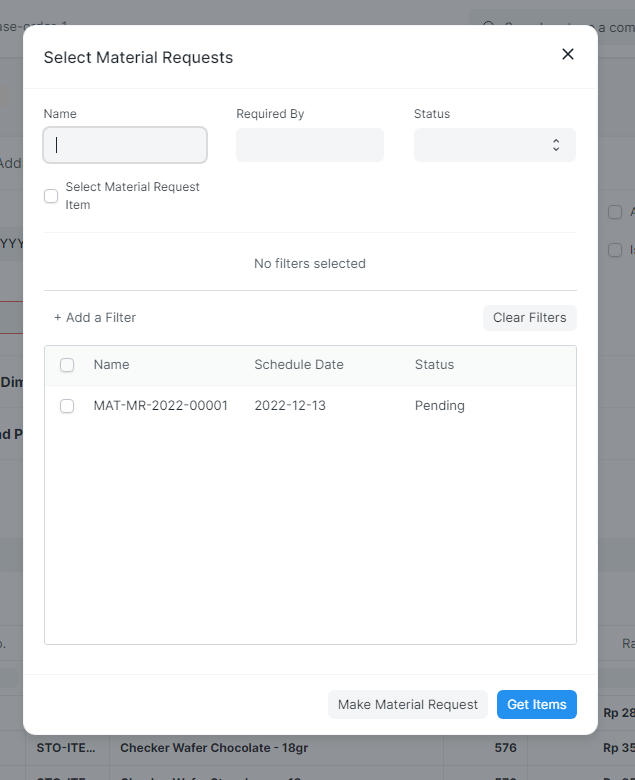 ase-order-1
a com
Select Material Requests
Name
Required By
Status
Add
Select Material Request
Item
A
YYY
No filters selected
+ Add a Filter
Clear Filters
Name
Schedule Date
Status
Dim
MAT-MR-2022-00001
2022-12-13
Pending
nd P
o.
Ra
Make Material Request
Get Items
Rp 28
STO-ITE...
Checker Wafer Chocolate - 18gr
576
Rp 35